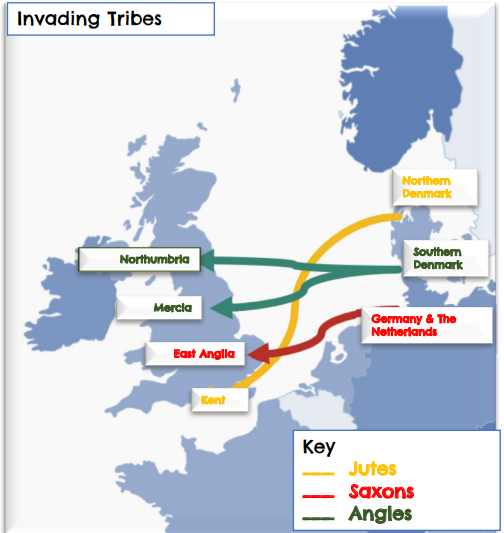 Invading Tribes
Northern
Denmark
Northumbria
Southern
Denmark
Mercia
Germany & The
Netherlands
East Anglia
Kent
Key
Jutes
Saxons
Angles